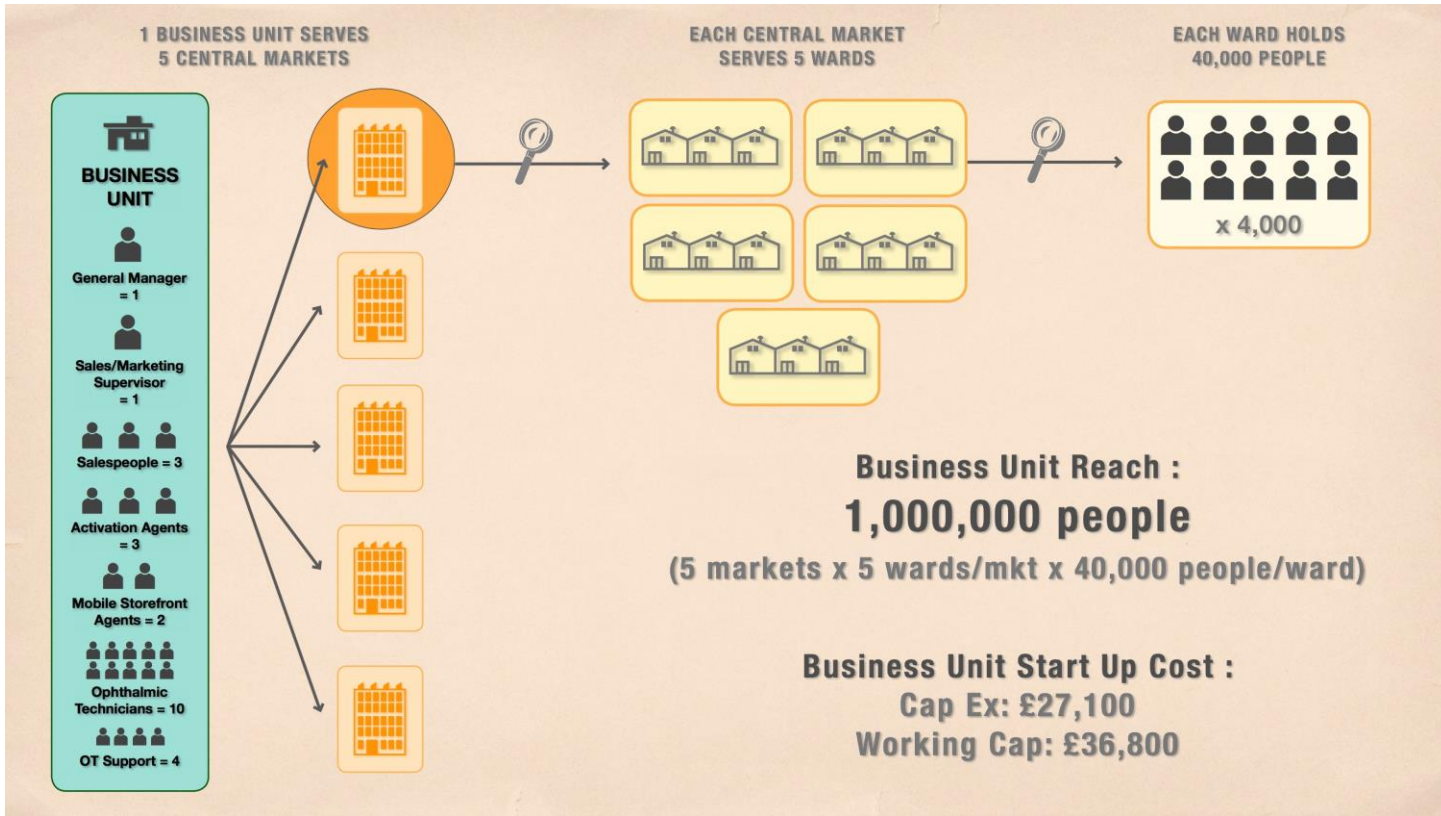 1 BUSINESS UNIT SERVES
5 CENTRAL MARKETS
EACH CENTRAL MARKET
SERVES 5 WARDS
EACH WARD HOLDS
40,000 PEOPLE
BUSINESS
UNIT
General Manager
= 1
Sales/Marketing
Supervisor
= 1
Salespeople = 3
Activation Agents
= 3
Mobile Storefront
Agents = 2
Ophthalmic
Technicians = 10
OT Support = 4
x 4,000
Business Unit Reach :
1,000,000 people
(5 markets x 5 wards/mkt x 40,000 people/ward)
Business Unit Start Up Cost :
Cap Ex: £27,100
Working Cap: £36,800